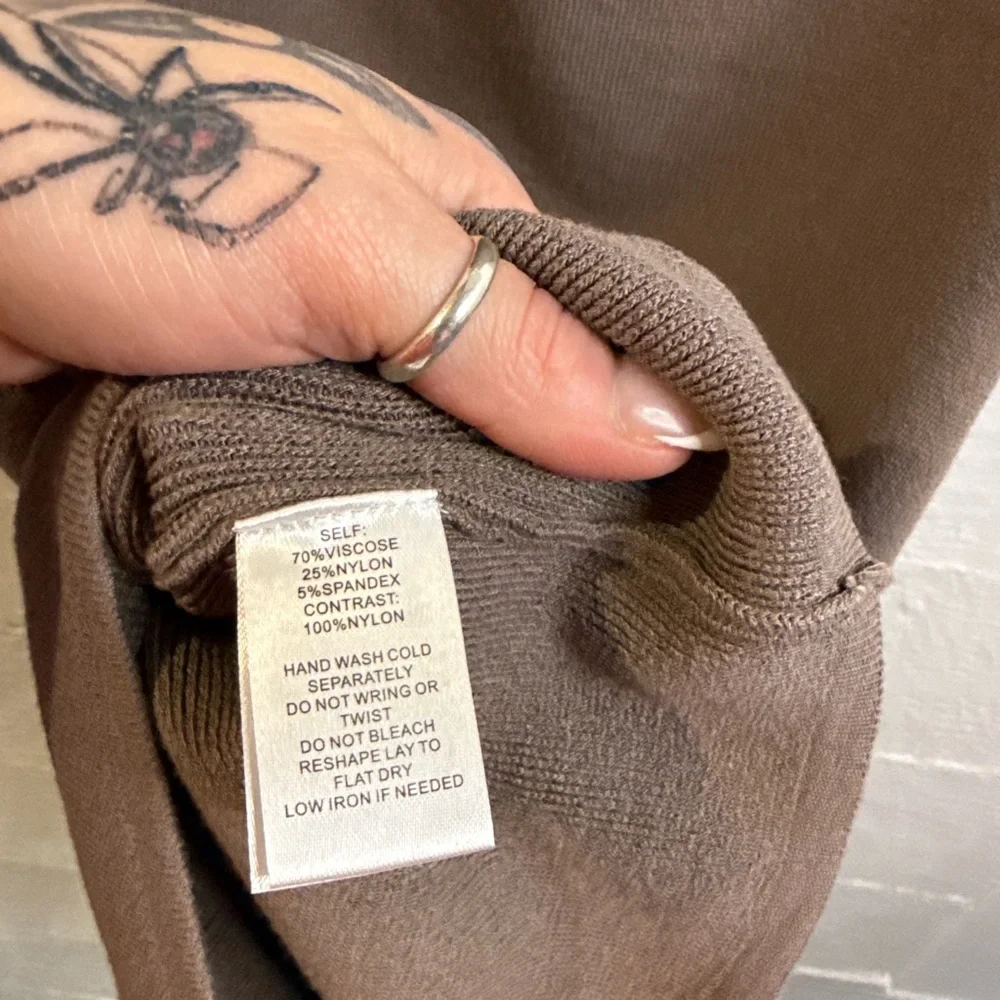 SELF:
70%VISCOSE
25%NYLON
5%SPANDEX
CONTRAST:
100%NYLON
HAND WASH COLD
SEPARATELY
DO NOT WRING OR
TWIST
DO NOT BLEACH
RESHAPE LAY TO
FLAT DRY
LOW IRON IF NEEDED